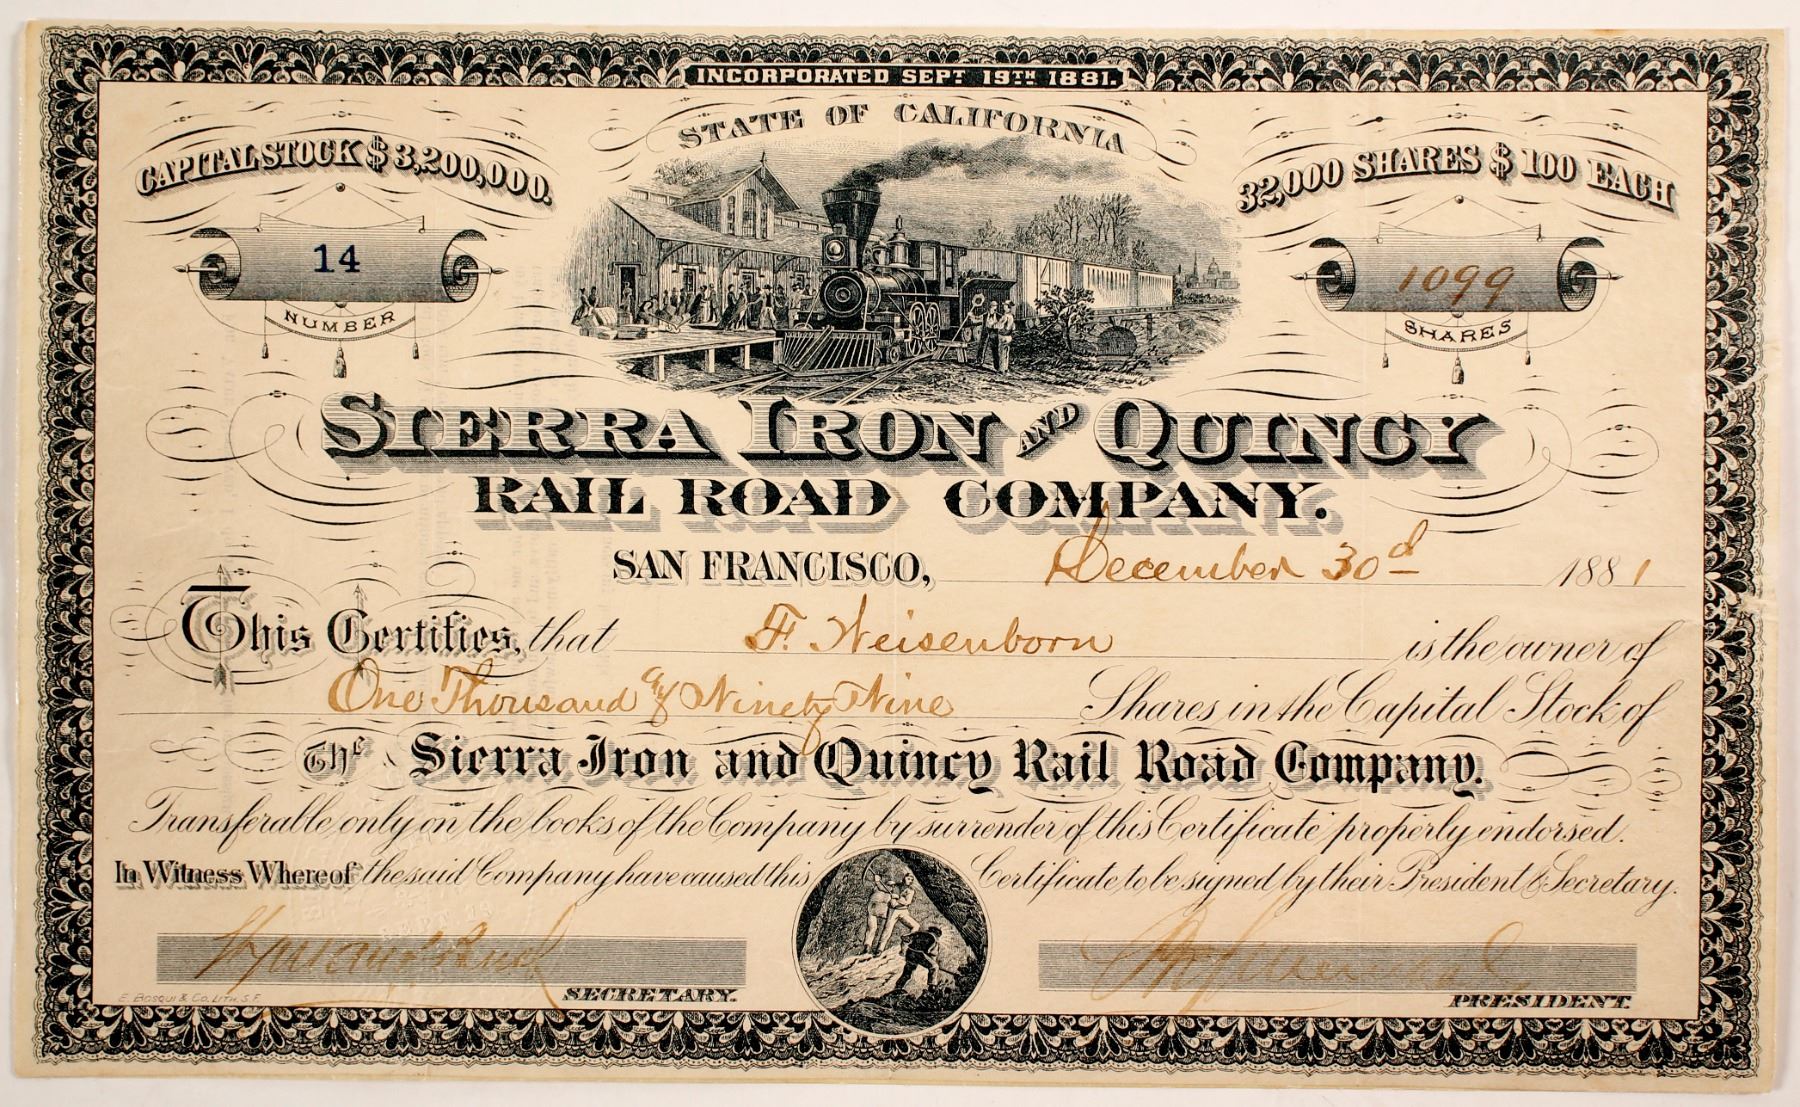 INCORPORATED SEPT 19TH 1881.
STATE OF CALIFORNIA
CAPITAL STOCK $3,200,000.
32,000 SHARES $100 EACH
14
NUMBER
1099
SHARES
SIERRA IRON AND QUINCY
RAIL ROAD COMPANY.
SAN FRANCISCO, December 30d 1881
This Certifies, that F. Weisenborn is the owner of
One Thousand & Ninety Nine Shares in the Capital Stock of
The Sierra Iron and Quincy Rail Road Company.
Transferable only on the books of the Company by surrender of this Certificate properly endorsed.
In Witness Whereof the said Company have caused this Certificate to be signed by their President & Secretary.
SECRETARY.
PRESIDENT.
E BOSQUI & CO. LITH. S.F.